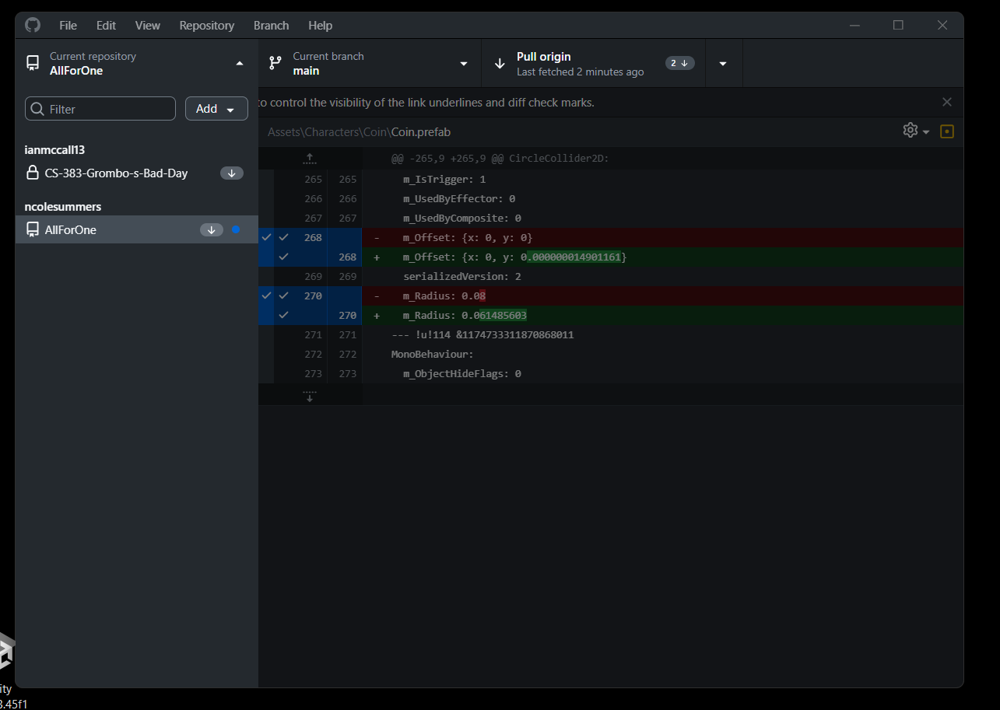 File Edit View Repository Branch Help
Current repository
AllForOne
Current branch
main
Pull origin
Last fetched 2 minutes ago
2
Filter
Add
to control the visibility of the link underlines and diff check marks.
Assets\Characters\Coin\Coin.prefab
ianmccall13
CS-383-Grombo-s-Bad-Day
ncolesummers
AllForOne
@@ -265,9 +265,9 @@ CircleCollider2D:
265 265 m_IsTrigger: 1
266 266 m_UsedByEffector: 0
267 267 m_UsedByComposite: 0
268 - m_Offset: {x: 0, y: 0}
268 + m_Offset: {x: 0, y: 0.000000014901161}
269 269 serializedVersion: 2
270 - m_Radius: 0.08
270 + m_Radius: 0.061485603
271 271 --- !u!114 &1174733311870868011
272 272 MonoBehaviour:
273 273 m_ObjectHideFlags: 0
ity
3.45f1